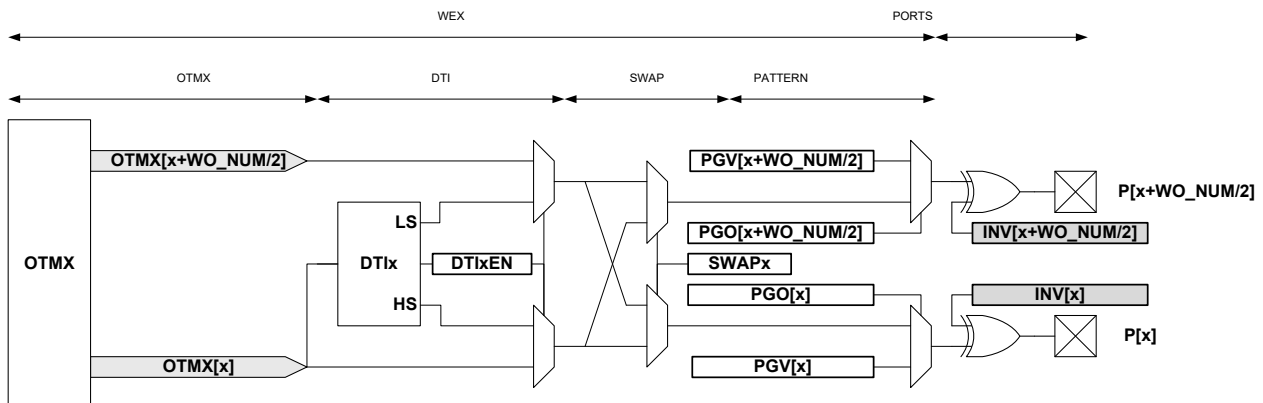 WEX
PORTS
OTMX
DTI
SWAP
PATTERN
OTMX[x+WO_NUM/2]
PGV[x+WO_NUM/2]
P[x+WO_NUM/2]
LS
PGO[x+WO_NUM/2]
INV[x+WO_NUM/2]
OTMX
DTIx
DTIxEN
SWAPx
HS
PGO[x]
INV[x]
P[x]
OTMX[x]
PGV[x]